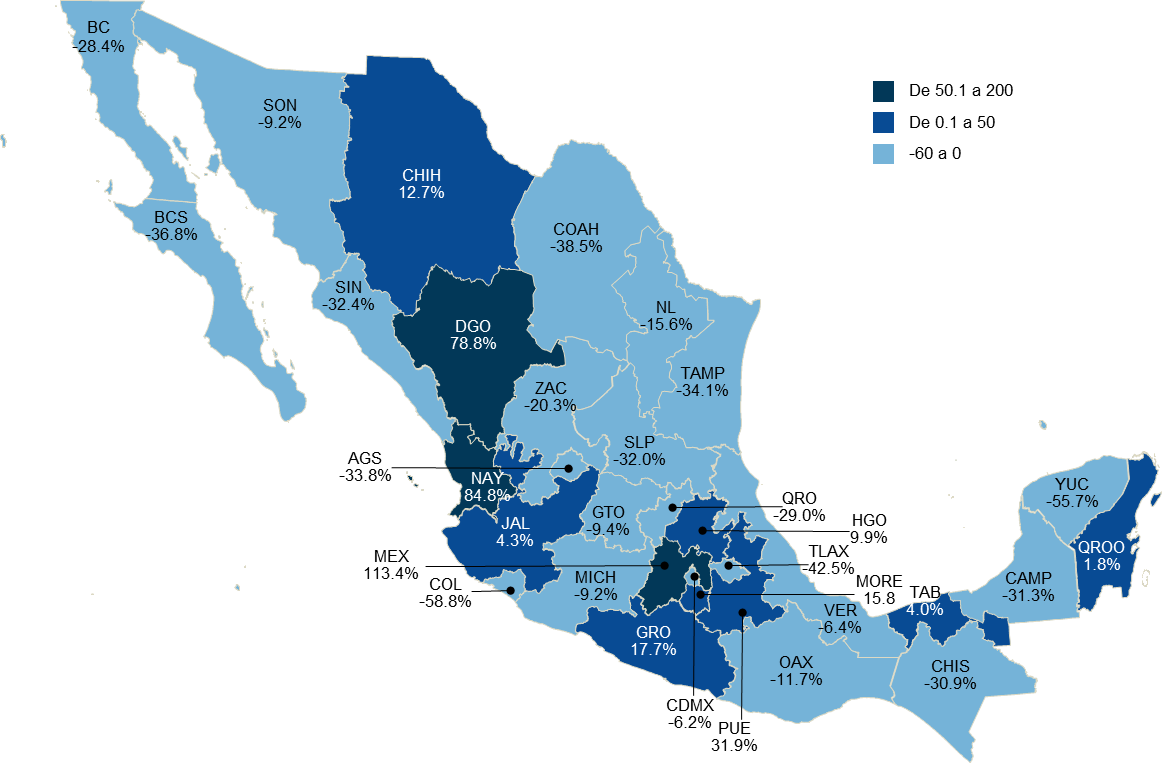 BC
-28.4%
De 50.1 a 200
SON
-9.2%
De 0.1 a 50
-60 a 0
CHIH
12.7%
BCS
-36.8%
COAH
-38.5%
SIN
-32.4%
NL
-15.6%
DGO
78.8%
TAMP
-34.1%
ZAC
-20.3%
SLP
-32.0%
AGS
-33.8%
NAY
84.8%
YUC
-55.7%
QRO
-29.0%
GTO
-9.4%
JAL
4.3%
HGO
9.9%
QROO
1.8%
MEX
113.4%
TLAX
-42.5%
COL
-58.8%
MICH
-9.2%
MORE
15.8
CAMP
-31.3%
TAB
4.0%
VER
-6.4%
GRO
17.7%
OAX
-11.7%
CHIS
-30.9%
CDMX
-6.2%
PUE
31.9%